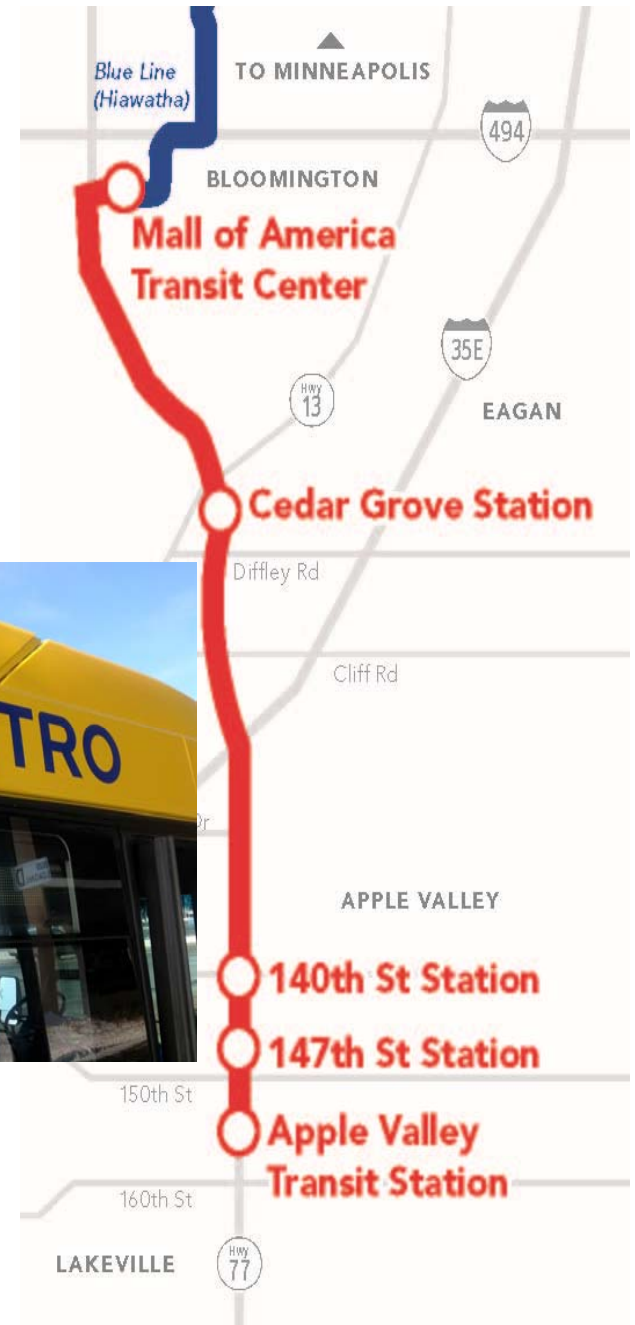 Blue Line
(Hiawatha)
TO MINNEAPOLIS
494
BLOOMINGTON
Mall of America
Transit Center
35E
Hwy
13
EAGAN
Cedar Grove Station
Diffley Rd
Cliff Rd
TRO
Dr
APPLE VALLEY
140th St Station
147th St Station
150th St
Apple Valley
Transit Station
160th St
LAKEVILLE
Hwy
77